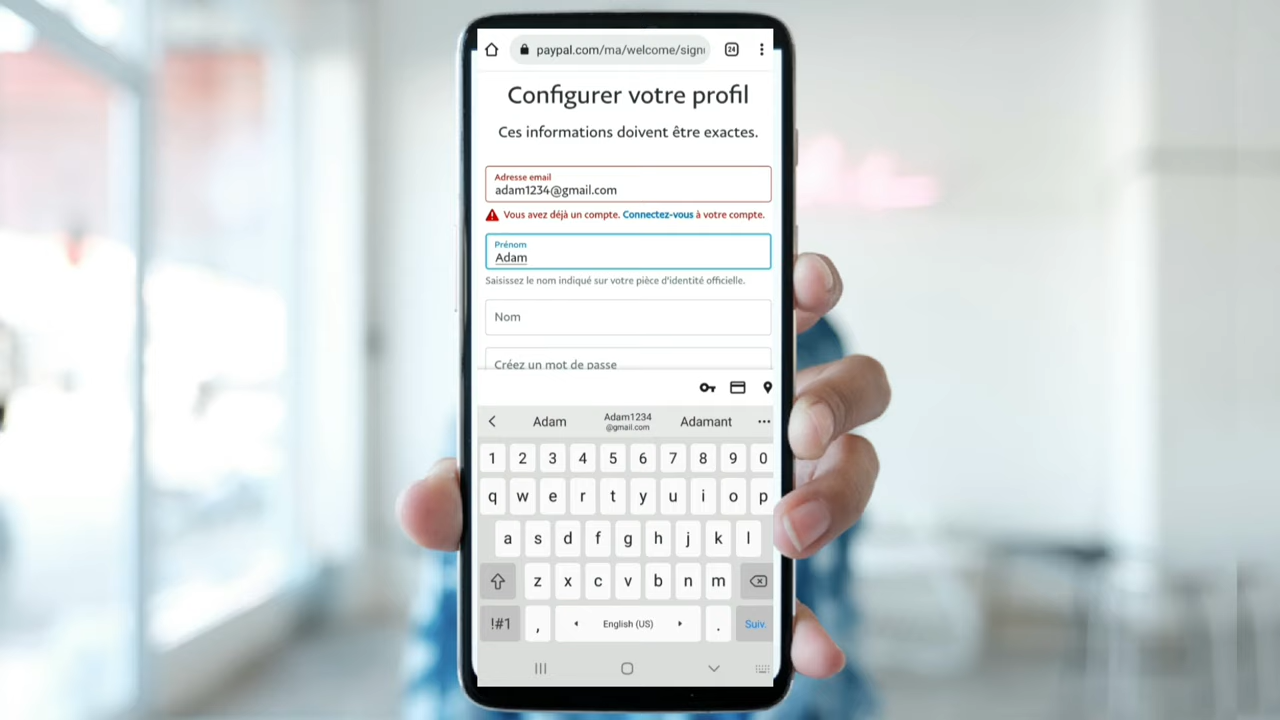 paypal.com/ma/welcome/sign
24
Configurer votre profil
Ces informations doivent être exactes.
Adresse email
adam1234@gmail.com
Vous avez déjà un compte. Connectez-vous à votre compte.
Prénom
Adam
Saisissez le nom indiqué sur votre pièce d'identité officielle.
Nom
Créez un mot de passe
Adam Adam1234 Adamant
@gmail.com
1 2 3 4 5 6 7 8 9 0
q w e r t y u i o p
a s d f g h j k l
z x c v b n m
!#1 , English (US) . Suiv.